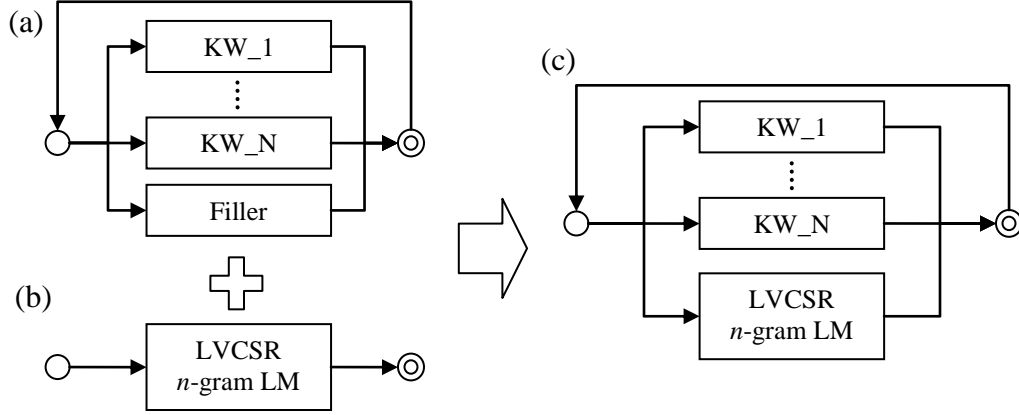 (a)
KW_1
KW_N
Filler
(b)
LVCSR
n-gram LM
(c)
KW_1
KW_N
LVCSR
n-gram LM